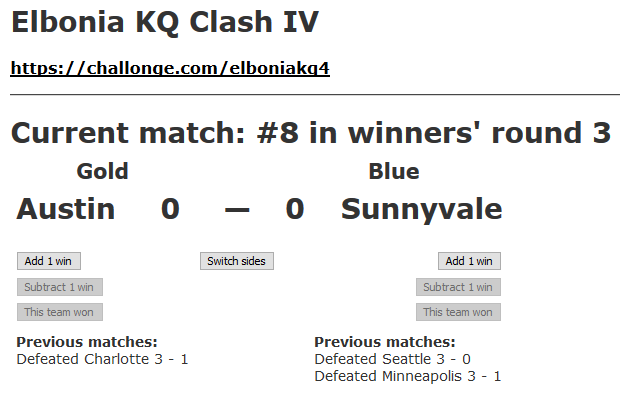 Elbonia KQ Clash IV
https://challonge.com/elboniakq4
Current match: #8 in winners' round 3
Gold Blue
Austin 0 — 0 Sunnyvale
Add 1 win Switch sides Add 1 win
Subtract 1 win Subtract 1 win
This team won This team won
Previous matches: Previous matches:
Defeated Charlotte 3 - 1 Defeated Seattle 3 - 0
Defeated Minneapolis 3 - 1